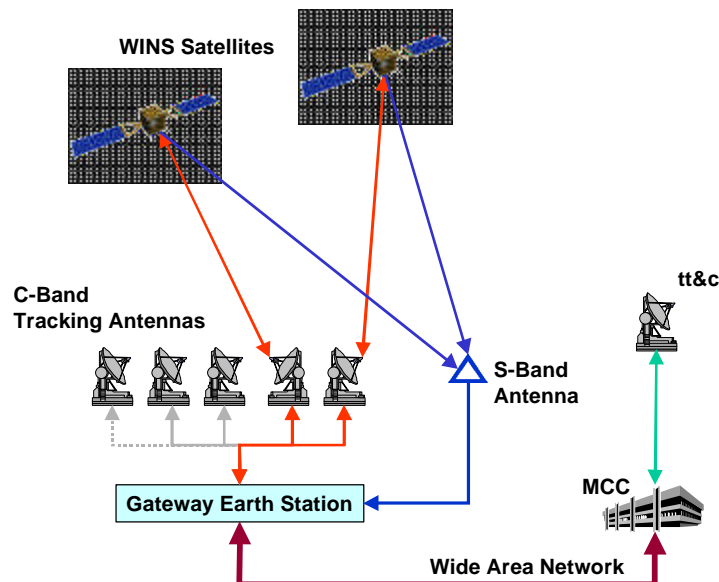 WINS Satellites
C-Band
Tracking Antennas
tt&c
S-Band
Antenna
MCC
Gateway Earth Station
Wide Area Network